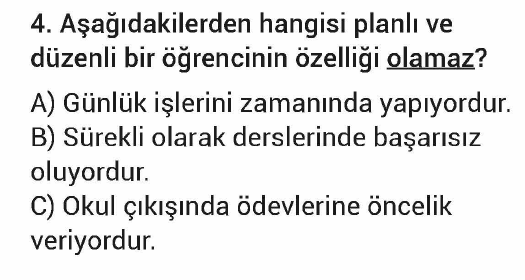 4. Aşağıdakilerden hangisi planlı ve
düzenli bir öğrencinin özelliği olamaz?
A) Günlük işlerini zamanında yapıyordur.
B) Sürekli olarak derslerinde başarısız
oluyordur.
C) Okul çıkışında ödevlerine öncelik
veriyordur.